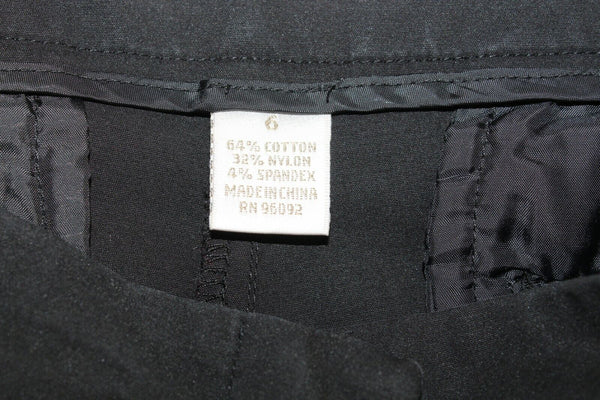 6
64% COTTON
32% NYLON
4% SPANDEX
MADE IN CHINA
RN 96092